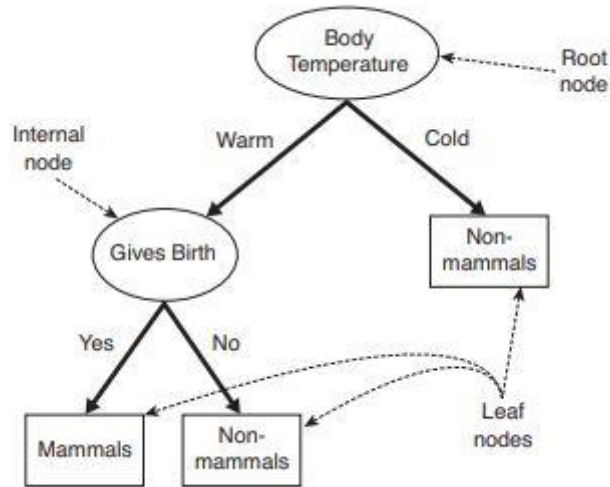 Body
Temperature
Root
node
Internal
node
Warm
Cold
Gives Birth
Non-
mammals
Yes
No
Mammals
Non-
mammals
Leaf
nodes